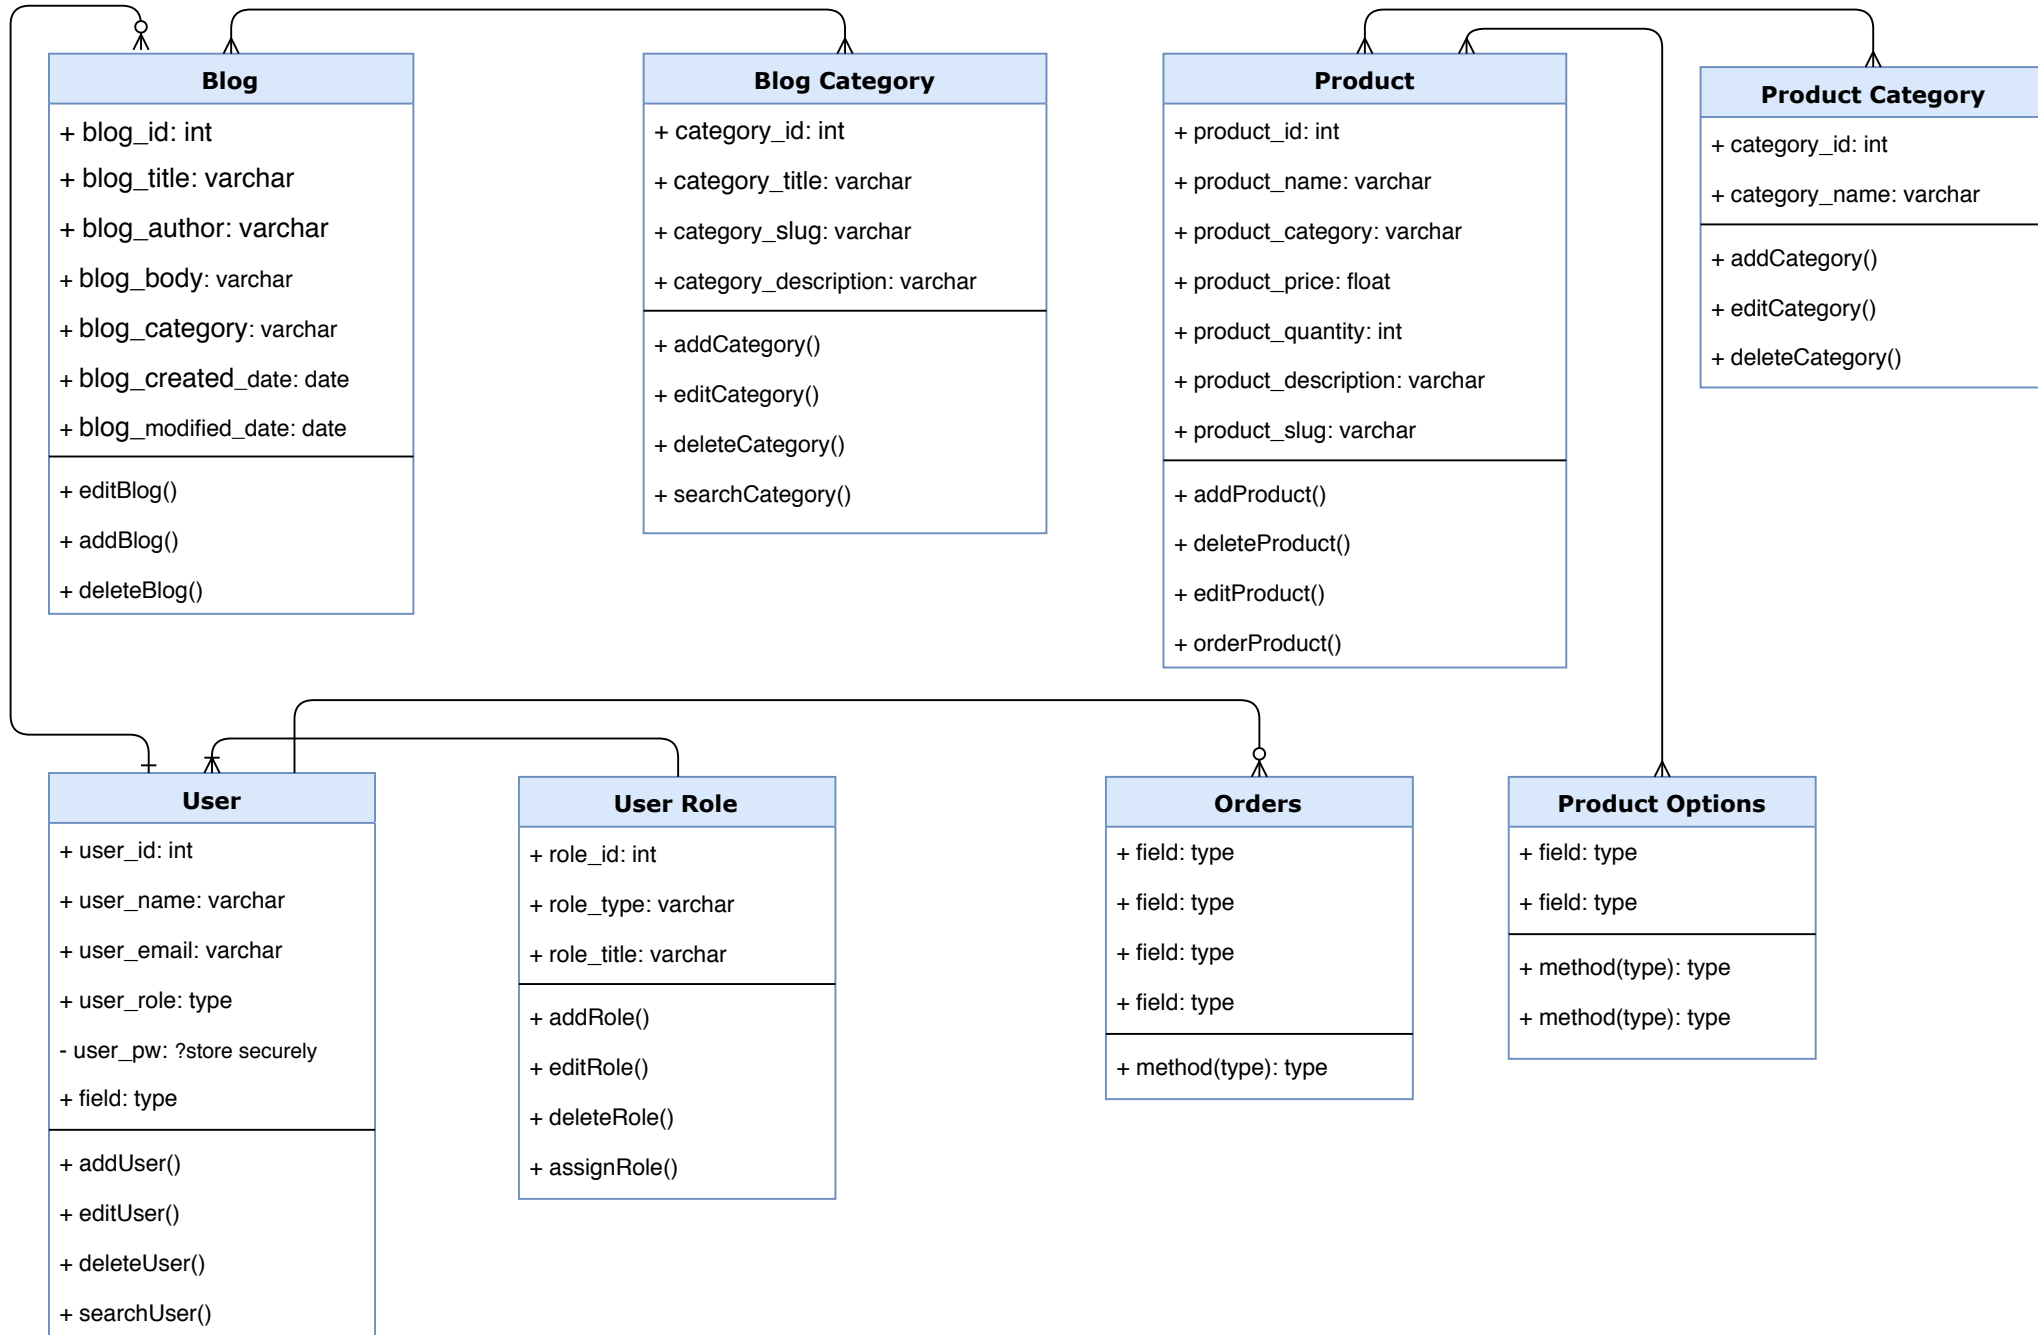 Blog
+ blog_id: int
+ blog_title: varchar
+ blog_author: varchar
+ blog_body: varchar
+ blog_category: varchar
+ blog_created_date: date
+ blog_modified_date: date
+ editBlog()
+ addBlog()
+ deleteBlog()
Blog Category
+ category_id: int
+ category_title: varchar
+ category_slug: varchar
+ category_description: varchar
+ addCategory()
+ editCategory()
+ deleteCategory()
+ searchCategory()
Product
+ product_id: int
+ product_name: varchar
+ product_category: varchar
+ product_price: float
+ product_quantity: int
+ product_description: varchar
+ product_slug: varchar
+ addProduct()
+ deleteProduct()
+ editProduct()
+ orderProduct()
Product Category
+ category_id: int
+ category_name: varchar
+ addCategory()
+ editCategory()
+ deleteCategory()
User
+ user_id: int
+ user_name: varchar
+ user_email: varchar
+ user_role: type
- user_pw: ?store securely
+ field: type
+ addUser()
+ editUser()
+ deleteUser()
+ searchUser()
User Role
+ role_id: int
+ role_type: varchar
+ role_title: varchar
+ addRole()
+ editRole()
+ deleteRole()
+ assignRole()
Orders
+ field: type
+ field: type
+ field: type
+ field: type
+ method(type): type
Product Options
+ field: type
+ field: type
+ method(type): type
+ method(type): type